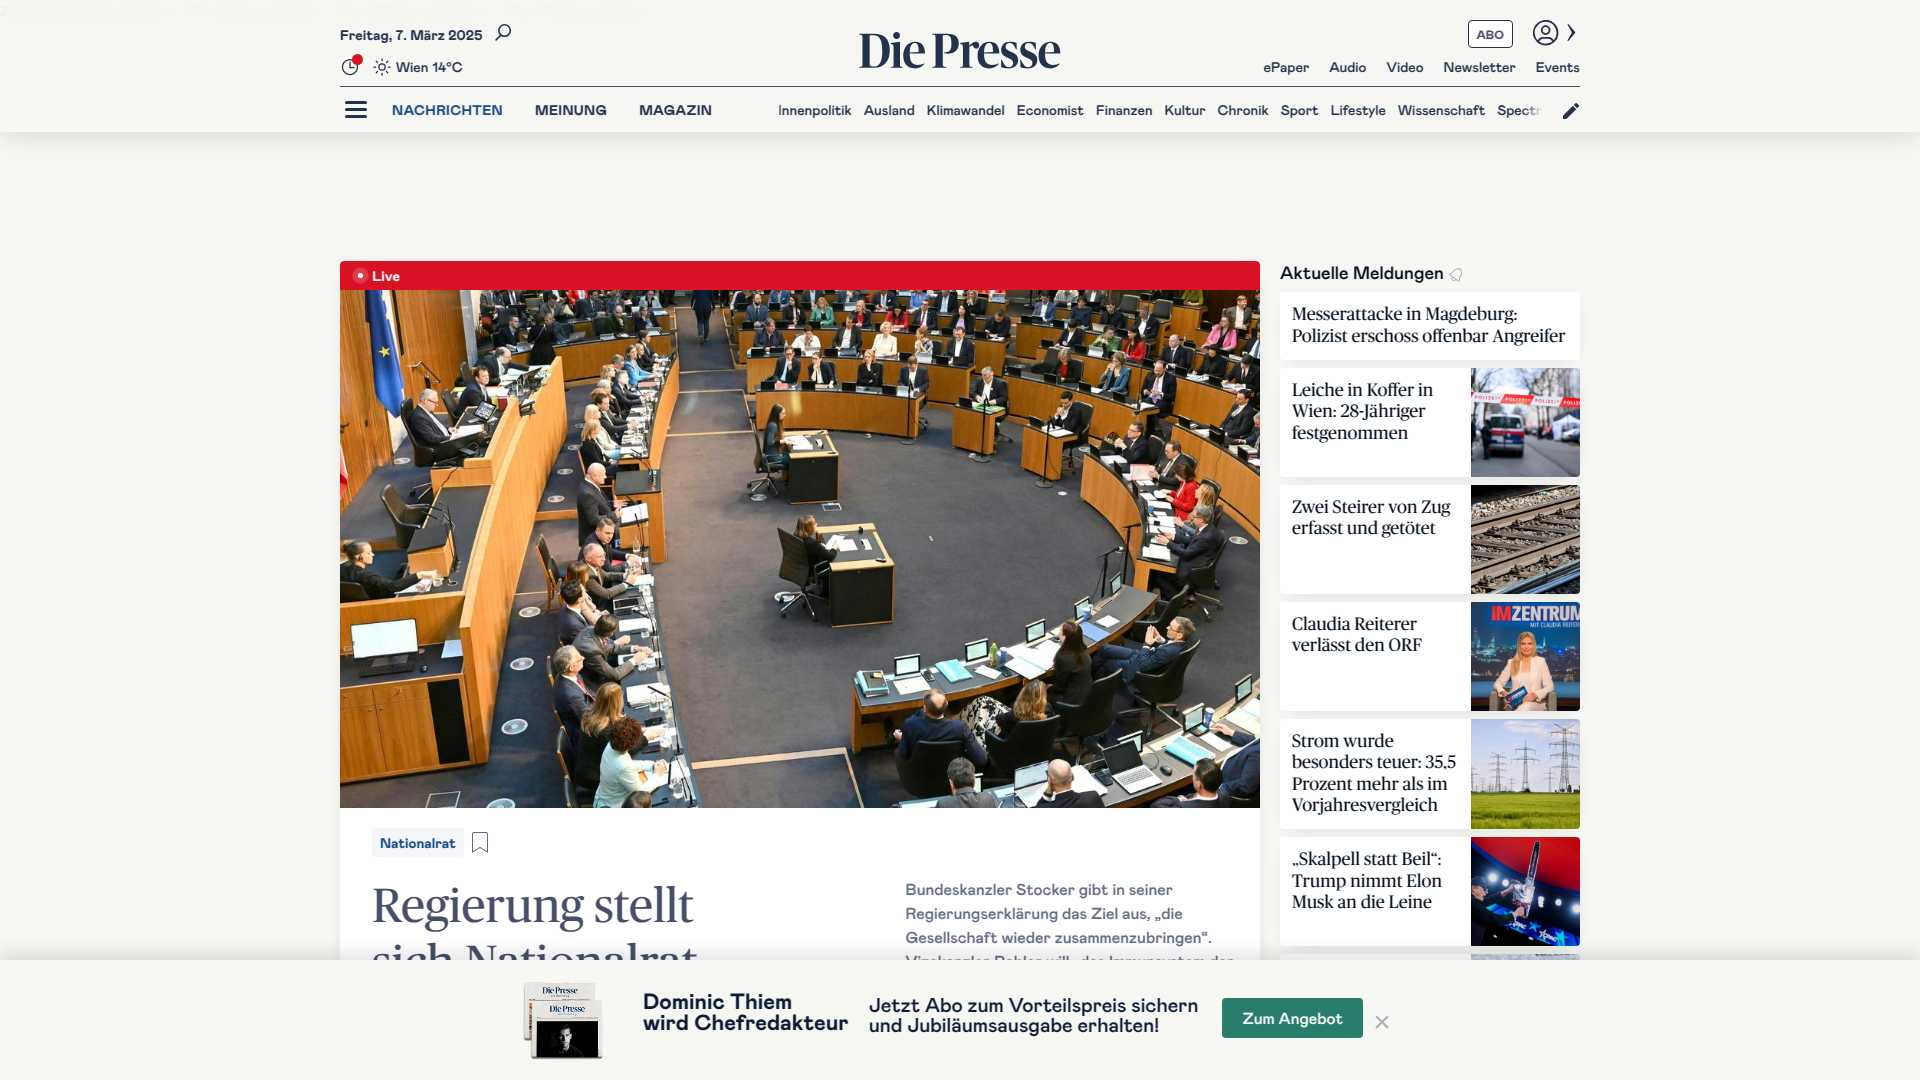 Freitag, 7. März 2025
Die Presse
ABO
Wien 14°C
ePaper Audio Video Newsletter Events
NACHRICHTEN MEINUNG MAGAZIN
Innenpolitik Ausland Klimawandel Economist Finanzen Kultur Chronik Sport Lifestyle Wissenschaft Spectr
Live
Nationalrat
Regierung stellt
sich Nationalrat
Bundeskanzler Stocker gibt in seiner
Regierungserklärung das Ziel aus, „die
Gesellschaft wieder zusammenzubringen“.
Aktuelle Meldungen
Messerattacke in Magdeburg:
Polizist erschoss offenbar Angreifer
Leiche in Koffer in
Wien: 28-Jähriger
festgenommen
Zwei Steirer von Zug
erfasst und getötet
Claudia Reiterer
verlässt den ORF
IMZENTRUM
MIT CLAUDIA REITERER
Strom wurde
besonders teuer: 35,5
Prozent mehr als im
Vorjahresvergleich
„Skalpell statt Beil“:
Trump nimmt Elon
Musk an die Leine
Die Presse
Die Presse
Dominic Thiem
wird Chefredakteur
Jetzt Abo zum Vorteilspreis sichern
und Jubiläumsausgabe erhalten!
Zum Angebot